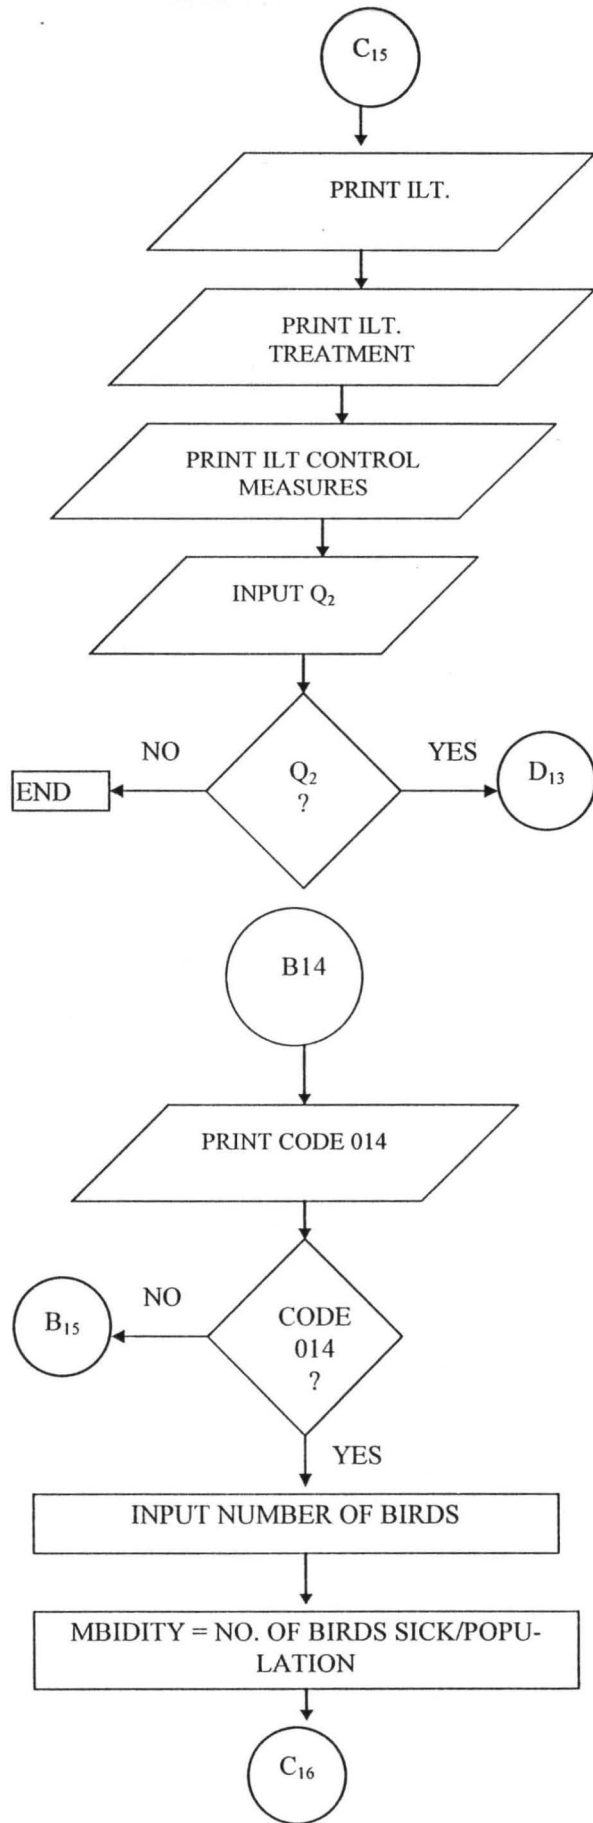 C₁₅
PRINT ILT.
PRINT ILT.
TREATMENT
PRINT ILT CONTROL
MEASURES
INPUT Q₂
NO
YES
Q₂
?
END
D₁₃
B14
PRINT CODE 014
NO
B₁₅
CODE
014
?
YES
INPUT NUMBER OF BIRDS
MBIDITY = NO. OF BIRDS SICK/POPU-
LATION
C₁₆